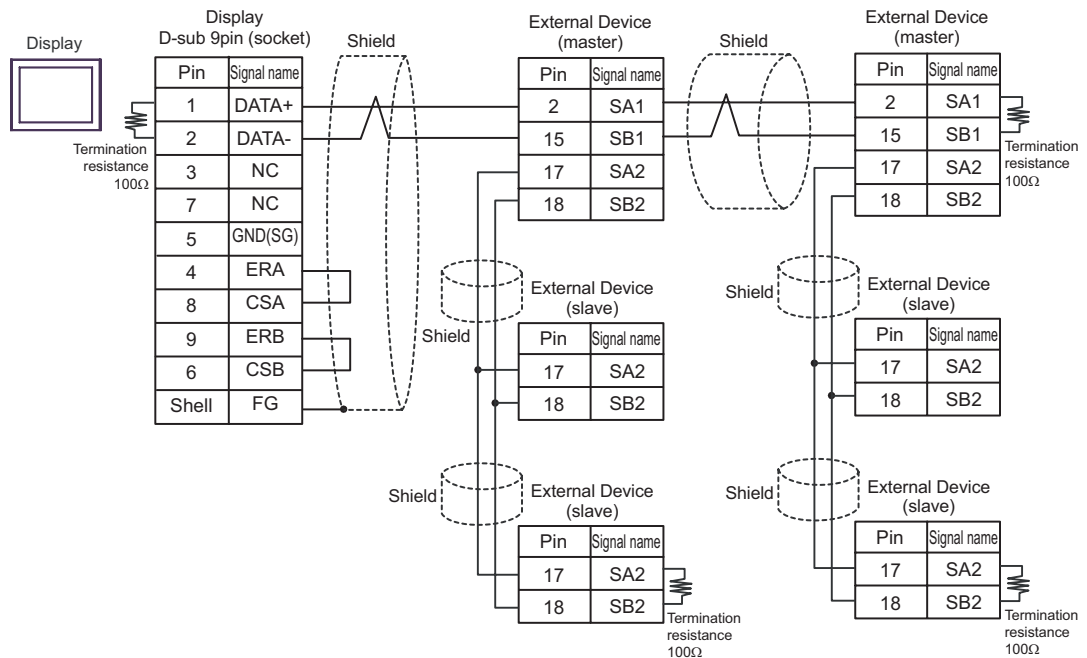 Display
Display
D-sub 9pin (socket)
Pin Signal name
1 DATA+
2 DATA-
3 NC
7 NC
5 GND(SG)
4 ERA
8 CSA
9 ERB
6 CSB
Shell FG
Termination
resistance
100Ω
Shield
External Device
(master)
Pin Signal name
2 SA1
15 SB1
17 SA2
18 SB2
Shield
External Device
(master)
Pin Signal name
2 SA1
15 SB1
17 SA2
18 SB2
Termination
resistance
100Ω
Shield
External Device
(slave)
Pin Signal name
17 SA2
18 SB2
Shield
External Device
(slave)
Pin Signal name
17 SA2
18 SB2
Shield
External Device
(slave)
Pin Signal name
17 SA2
18 SB2
Termination
resistance
100Ω
Shield
External Device
(slave)
Pin Signal name
17 SA2
18 SB2
Termination
resistance
100Ω